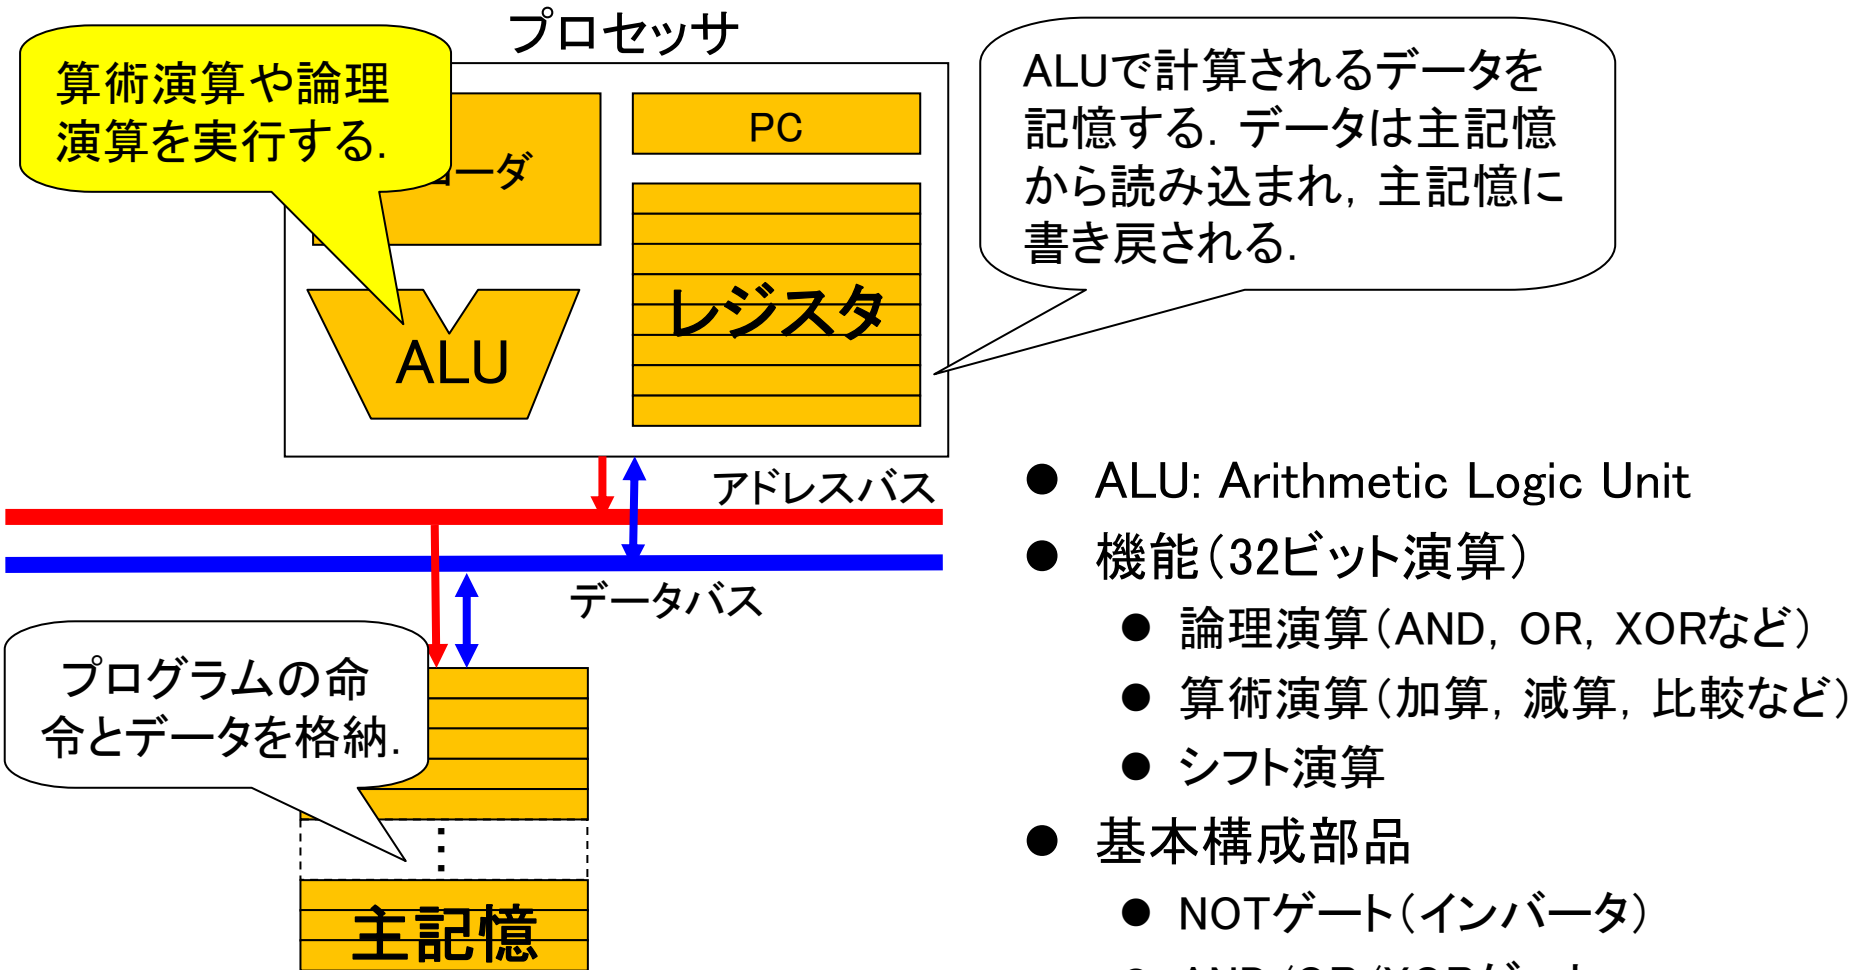 プロセッサ
算術演算や論理
演算を実行する.
PC
ーダ
レジスタ
ALU
ALUで計算されるデータを
記憶する. データは主記憶
から読み込まれ, 主記憶に
書き戻される.
アドレスバス
データバス
プログラムの命
令とデータを格納.
主記憶
● ALU: Arithmetic Logic Unit
● 機能(32ビット演算)
● 論理演算(AND, OR, XORなど)
● 算術演算(加算, 減算, 比較など)
● シフト演算
● 基本構成部品
● NOTゲート(インバータ)